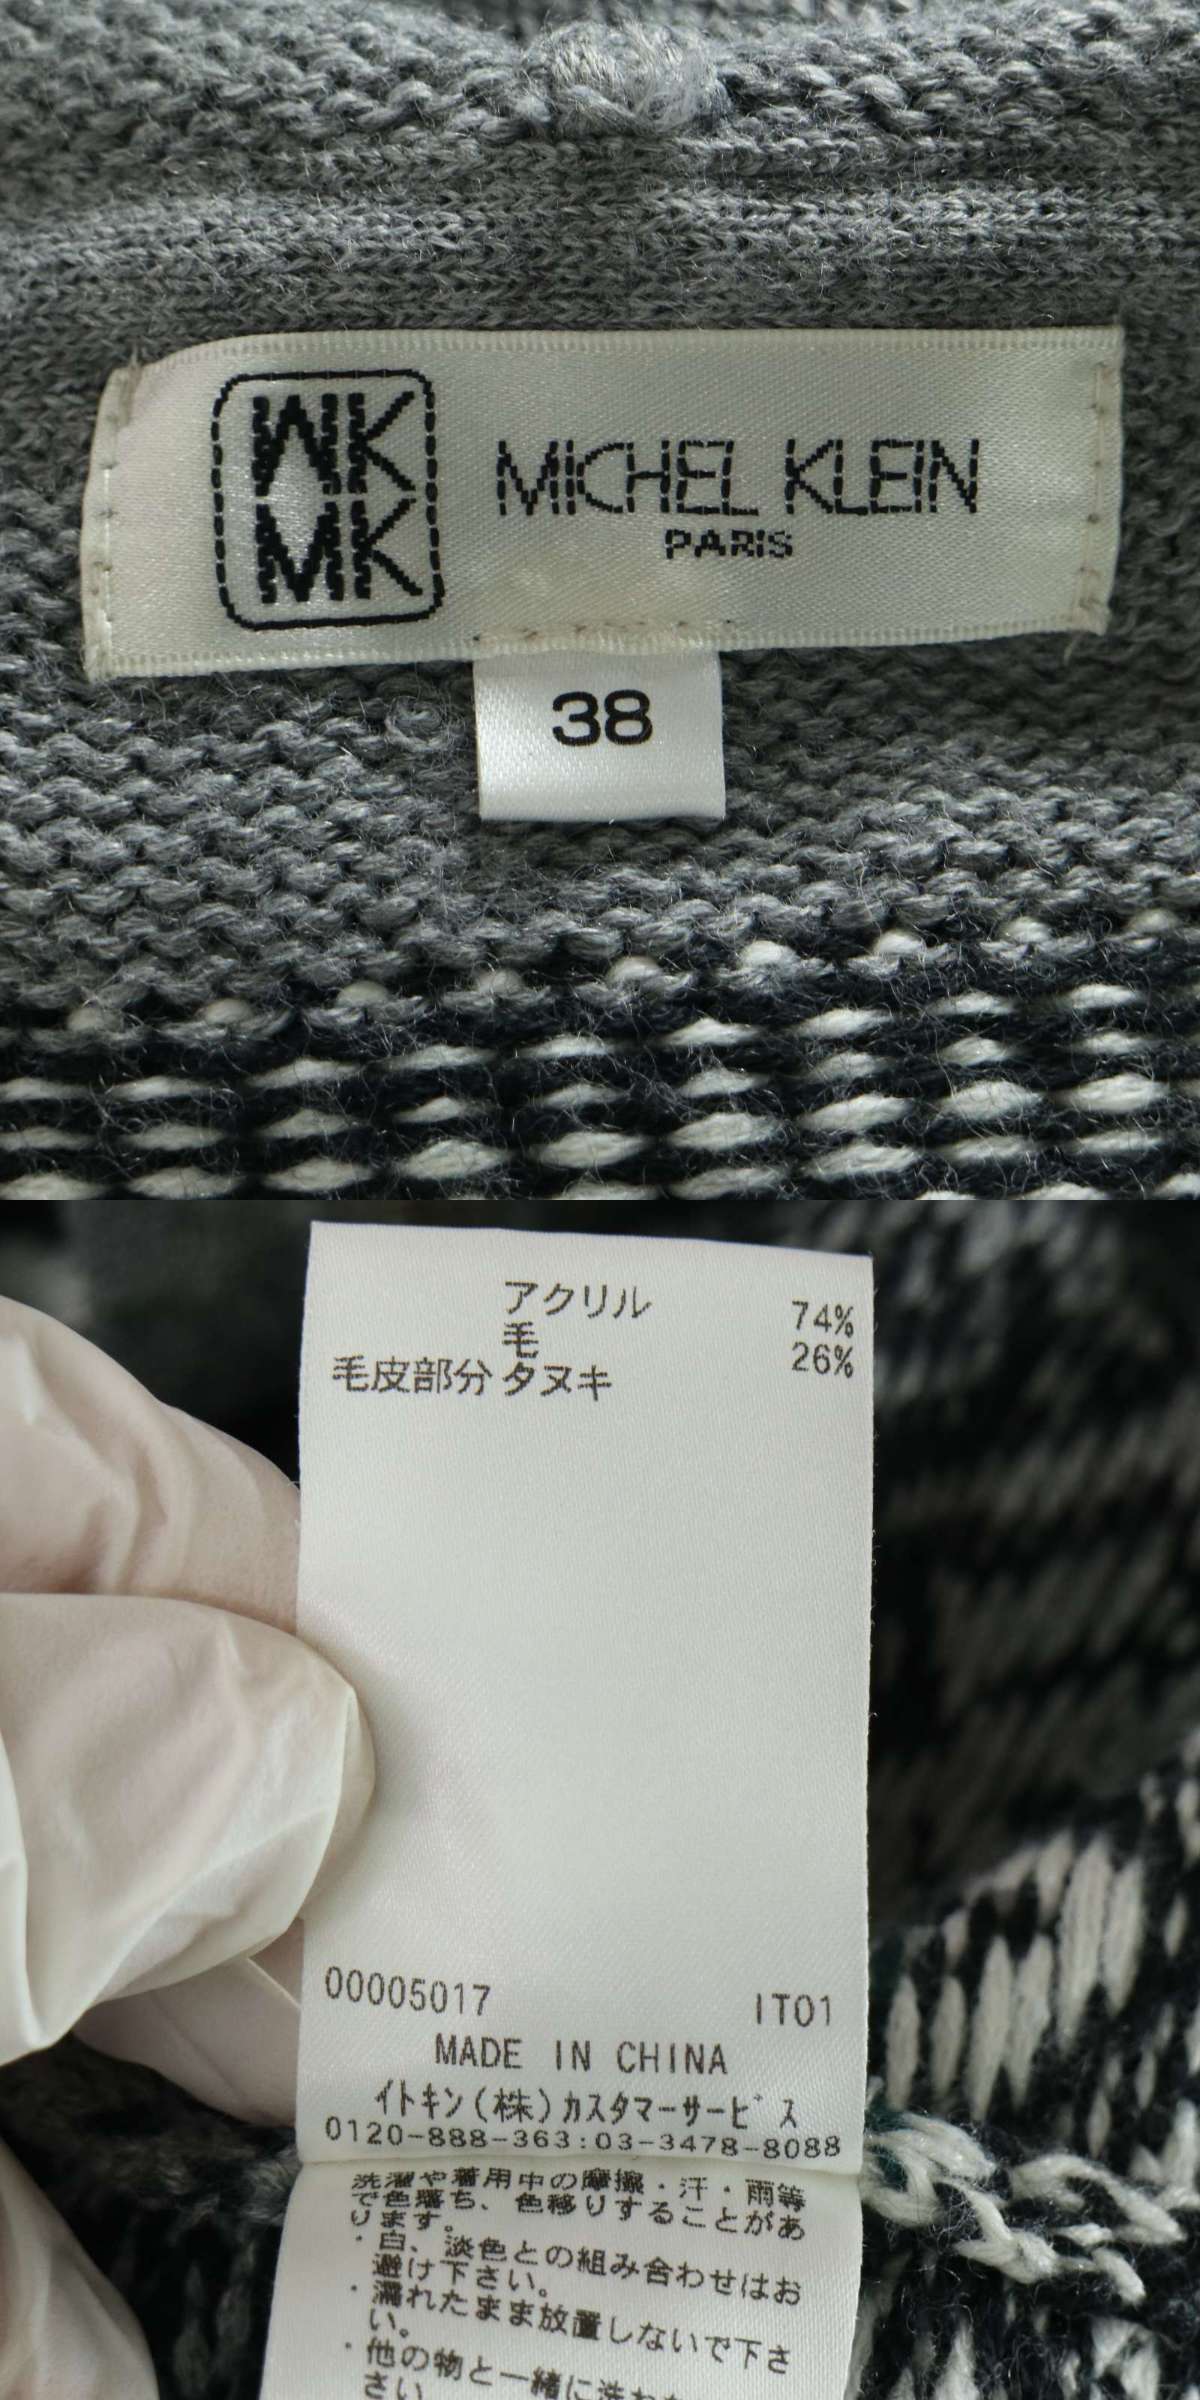 MK
MK
MICHEL KLEIN
PARIS
38
アクリル 74%
毛 26%
毛皮部分 タヌキ
00005017 IT01
MADE IN CHINA
イトキン(株)カスタマーサービス
0120-888-363:03-3478-8088
洗濯や着用中の摩擦・汗・雨等
で色落ち、色移りすることがあ
ります。
・白、淡色との組み合わせはお
避け下さい。
・濡れたまま放置しないで下さ
い。
・他の物と一緒に洗わ
さい